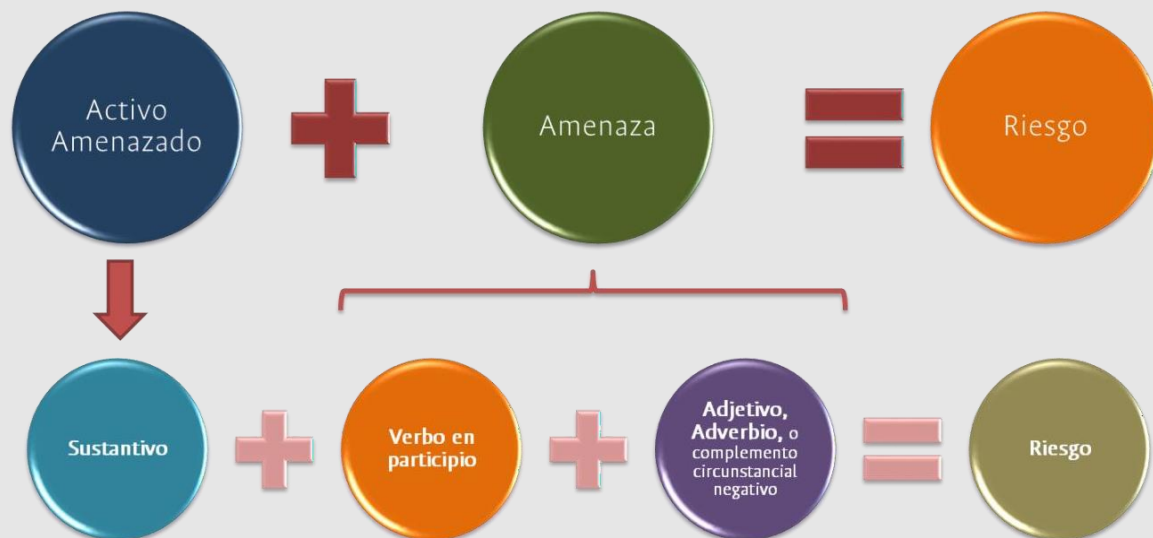 Activo
Amenazado
Amenaza
Riesgo
Sustantivo
Verbo en
participio
Adjetivo,
Adverbio, o
complemento
circunstancial
negativo
Riesgo